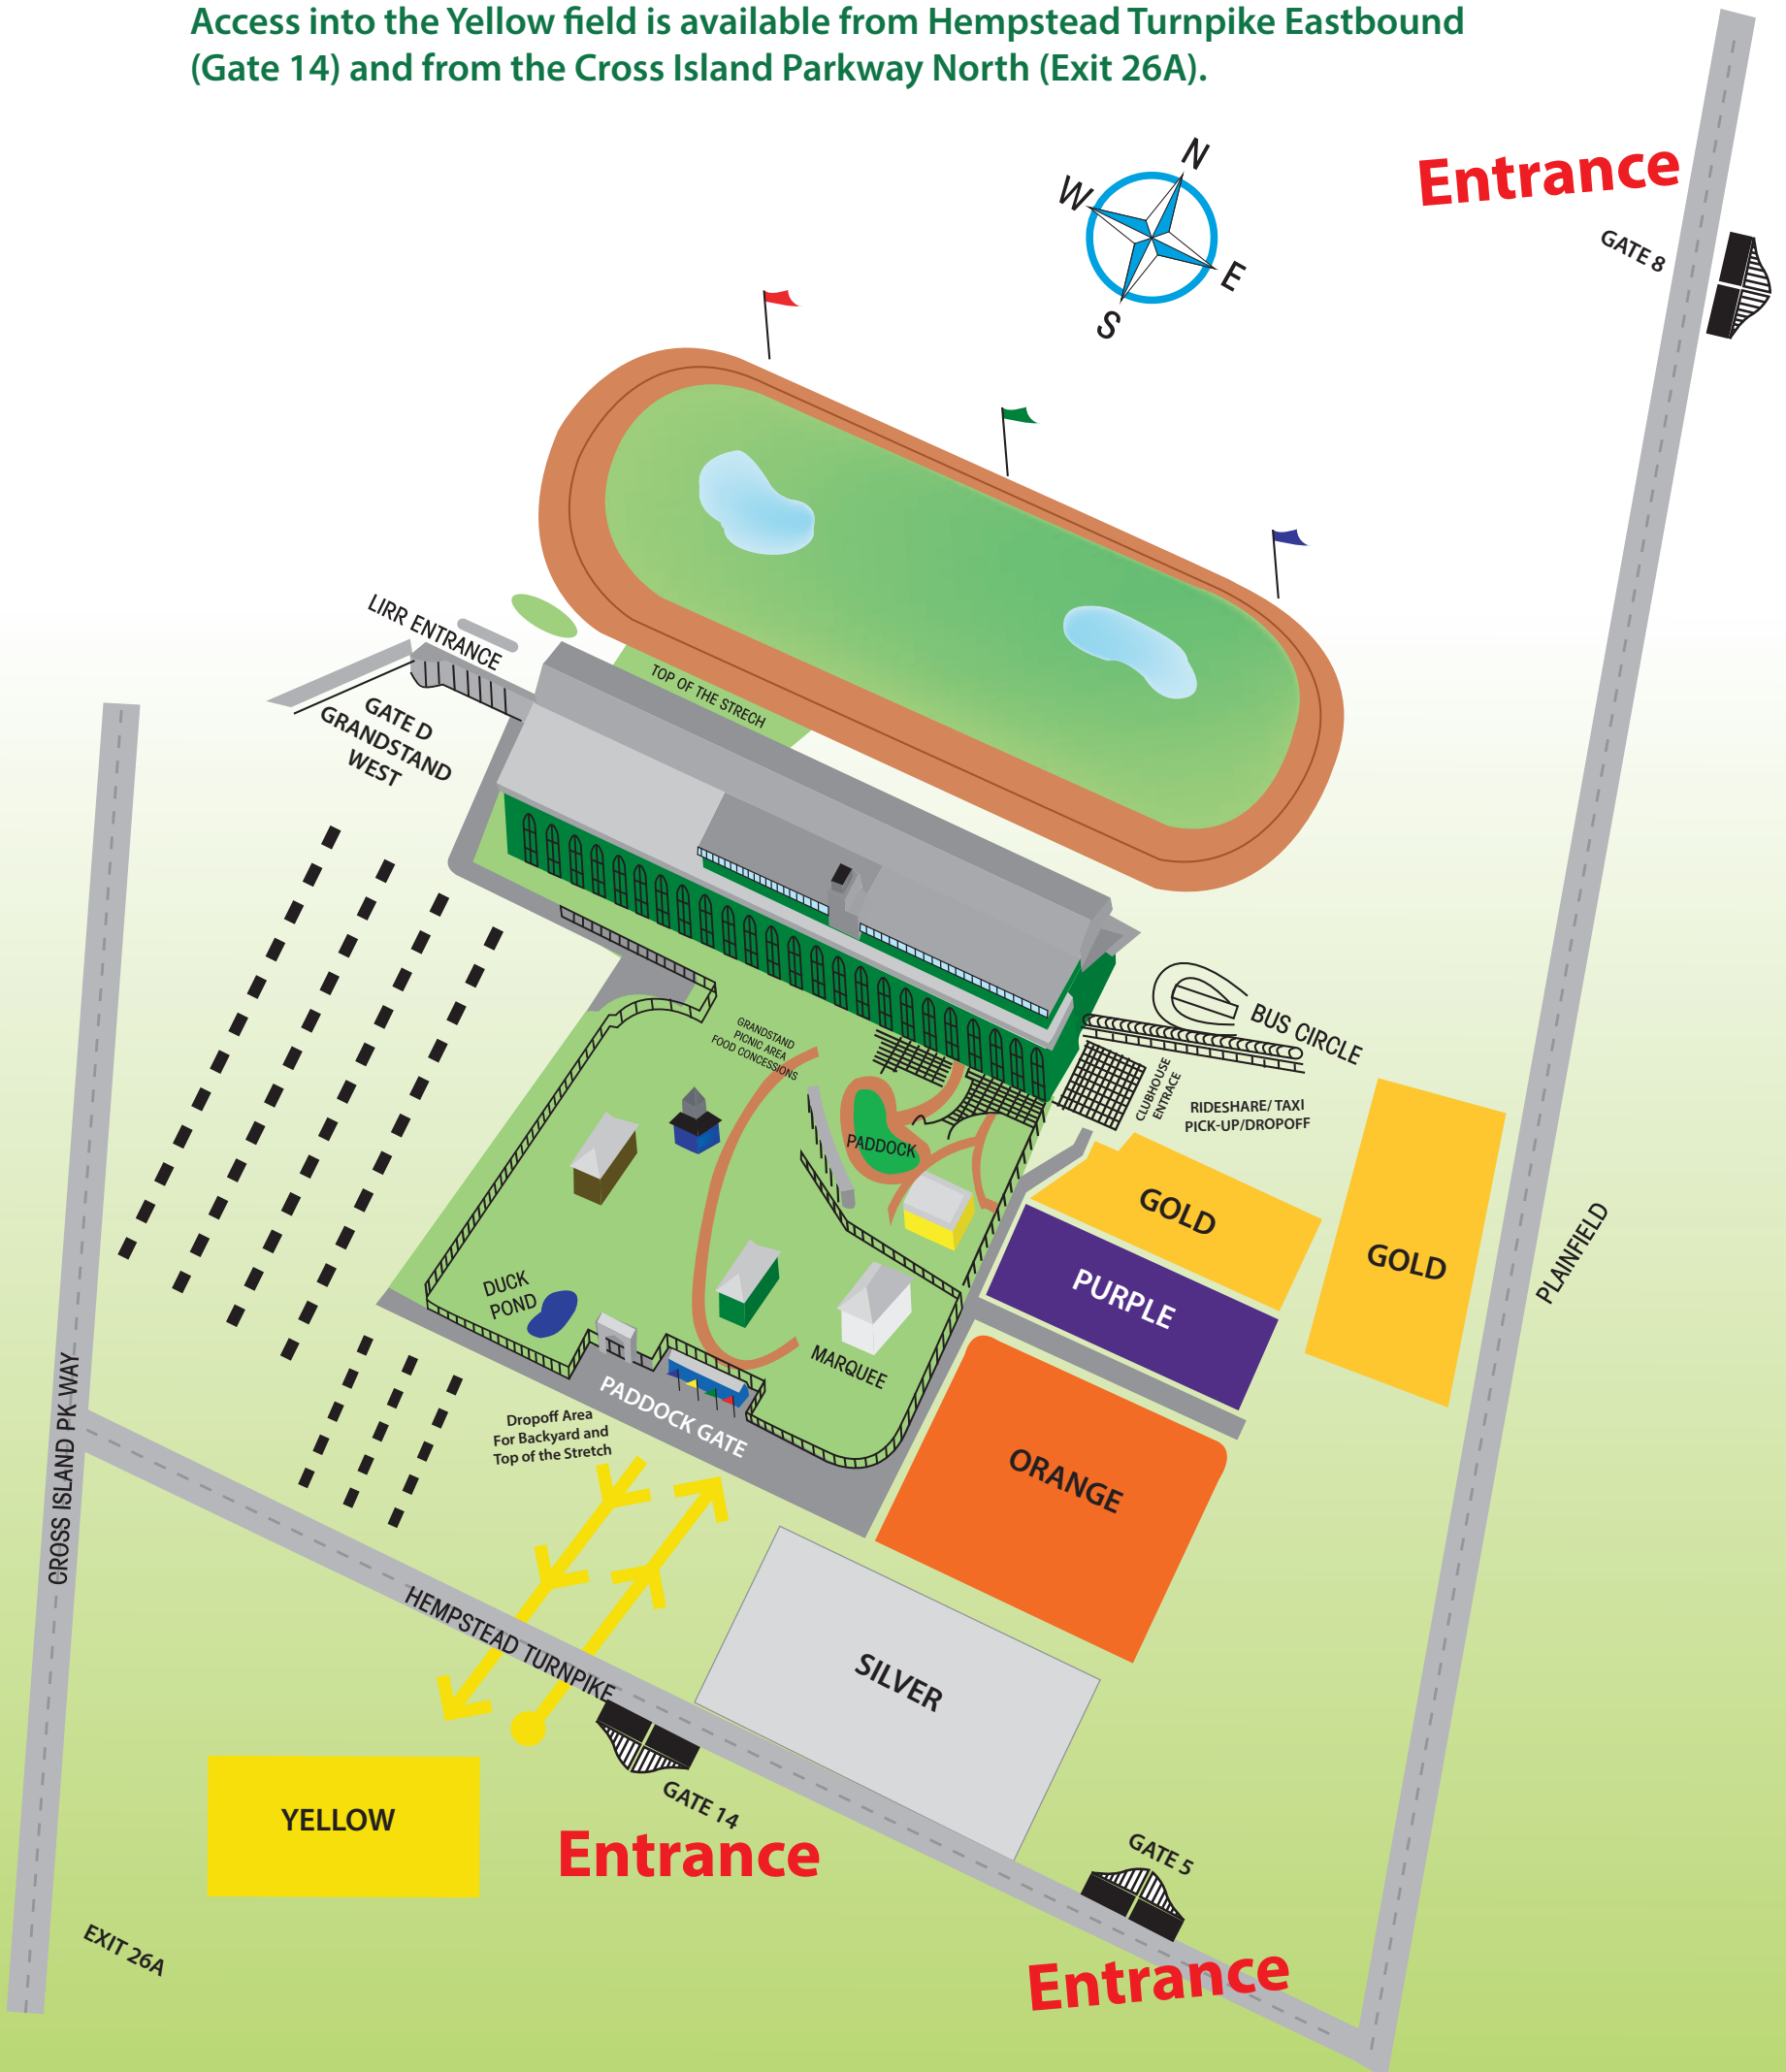 Access into the Yellow field is available from Hempstead Turnpike Eastbound
(Gate 14) and from the Cross Island Parkway North (Exit 26A).
N
W
E
S
Entrance
GATE 8
LIRR ENTRANCE
GATE D
GRANDSTAND
WEST
TOP OF THE STRECH
BUS CIRCLE
GRANDSTAND
PICNIC AREA
FOOD CONCESSIONS
CLUBHOUSE
ENTRACE
RIDESHARE/TAXI
PICK-UP/DROPOFF
PADDOCK
GOLD
GOLD
PLAINFIELD
PURPLE
DUCK
POND
MARQUEE
PADDOCK GATE
Dropoff Area
For Backyard and
Top of the Stretch
ORANGE
CROSS ISLAND PK WAY
HEMPSTEAD TURNPIKE
SILVER
YELLOW
GATE 14
Entrance
GATE 5
Entrance
EXIT 26A